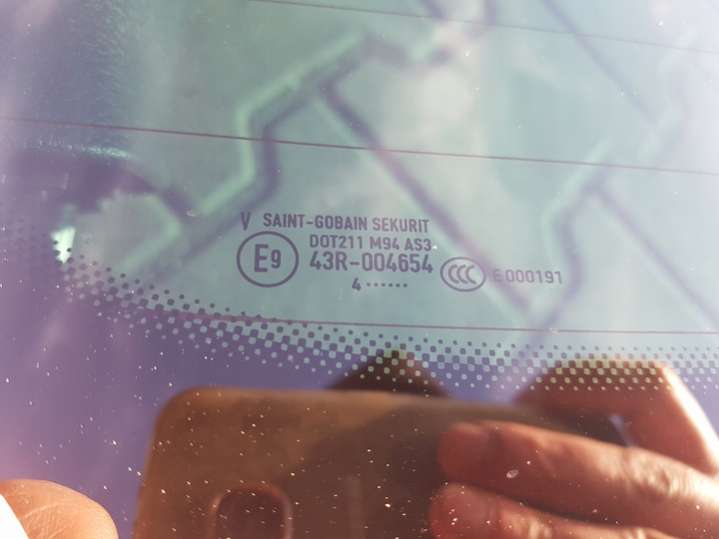 V SAINT-GOBAIN SEKURIT
E9
DOT211 M94 AS3
43R-004654
CCC E000191
4 ······